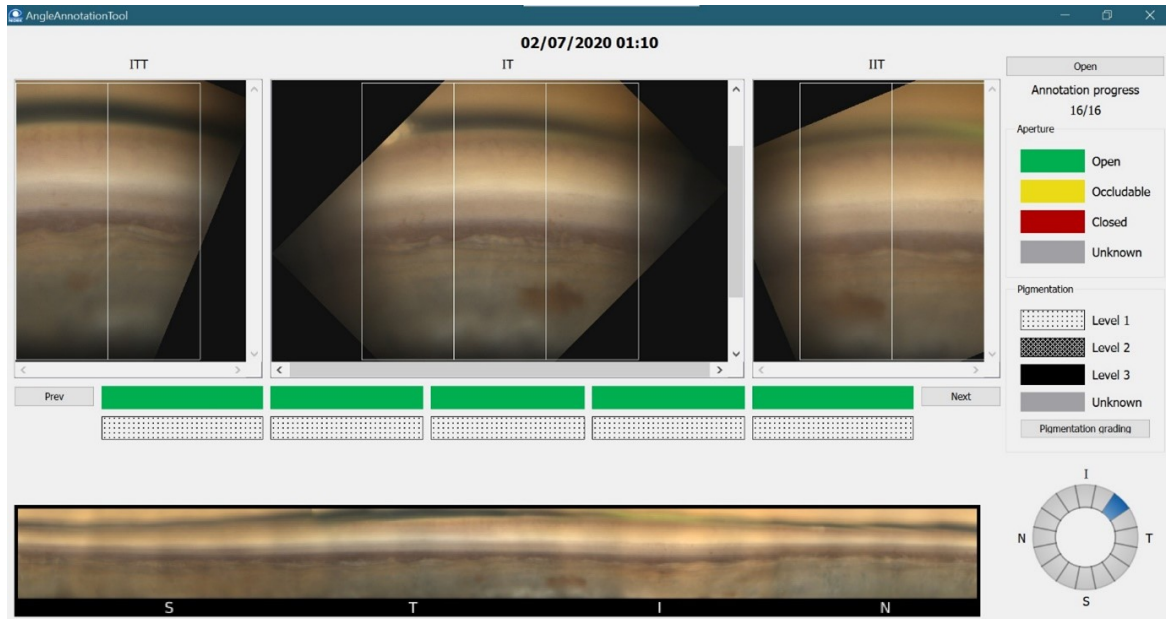 AngleAnnotationTool
02/07/2020 01:10
ITT
IT
IIT
Open
Annotation progress
16/16
Aperture
Open
Occludable
Closed
Unknown
Pigmentation
Level 1
Level 2
Level 3
Unknown
Pigmentation grading
Prev
Next
S T I N
I
N T
S